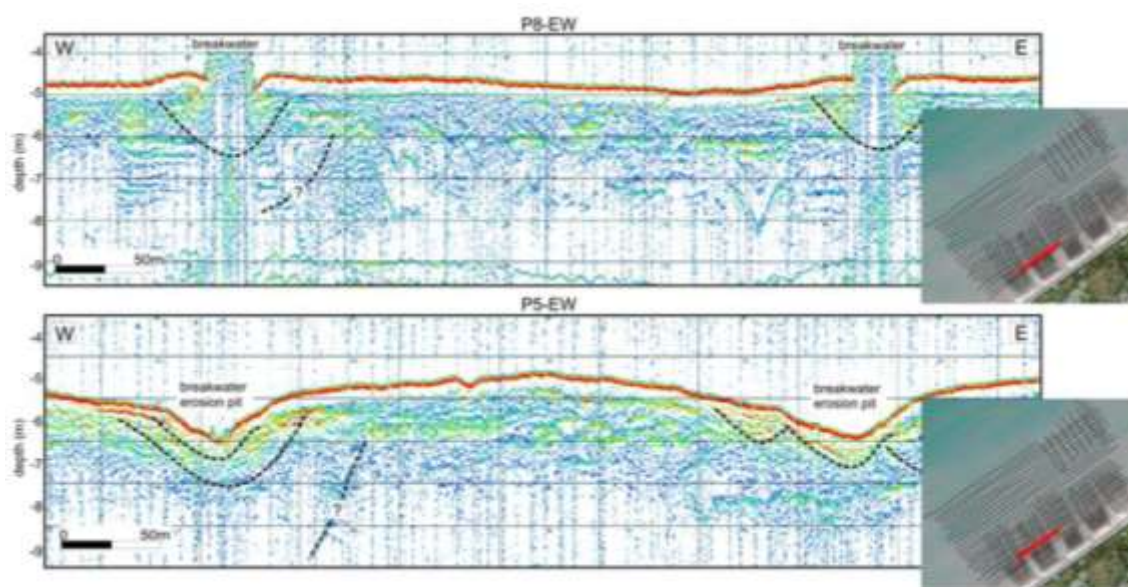 P8-EW
W
breakwater
breakwater
E
-4
-5
-6
-7
-8
-9
depth (m)
?
0 50m
P5-EW
W
breakwater
erosion pit
breakwater
erosion pit
E
-4
-5
-6
-7
-8
-9
depth (m)
?
0 50m